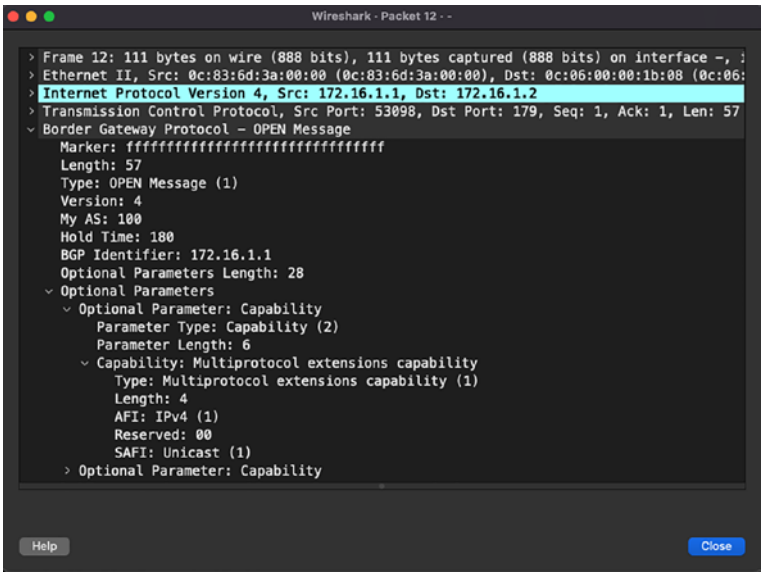 Wireshark · Packet 12 · -
> Frame 12: 111 bytes on wire (888 bits), 111 bytes captured (888 bits) on interface -, i
> Ethernet II, Src: 0c:83:6d:3a:00:00 (0c:83:6d:3a:00:00), Dst: 0c:06:00:00:1b:08 (0c:06:
> Internet Protocol Version 4, Src: 172.16.1.1, Dst: 172.16.1.2
> Transmission Control Protocol, Src Port: 53098, Dst Port: 179, Seq: 1, Ack: 1, Len: 57
Border Gateway Protocol – OPEN Message
Marker: ffffffffffffffffffffffffffffffff
Length: 57
Type: OPEN Message (1)
Version: 4
My AS: 100
Hold Time: 180
BGP Identifier: 172.16.1.1
Optional Parameters Length: 28
Optional Parameters
Optional Parameter: Capability
Parameter Type: Capability (2)
Parameter Length: 6
Capability: Multiprotocol extensions capability
Type: Multiprotocol extensions capability (1)
Length: 4
AFI: IPv4 (1)
Reserved: 00
SAFI: Unicast (1)
> Optional Parameter: Capability
Help
Close